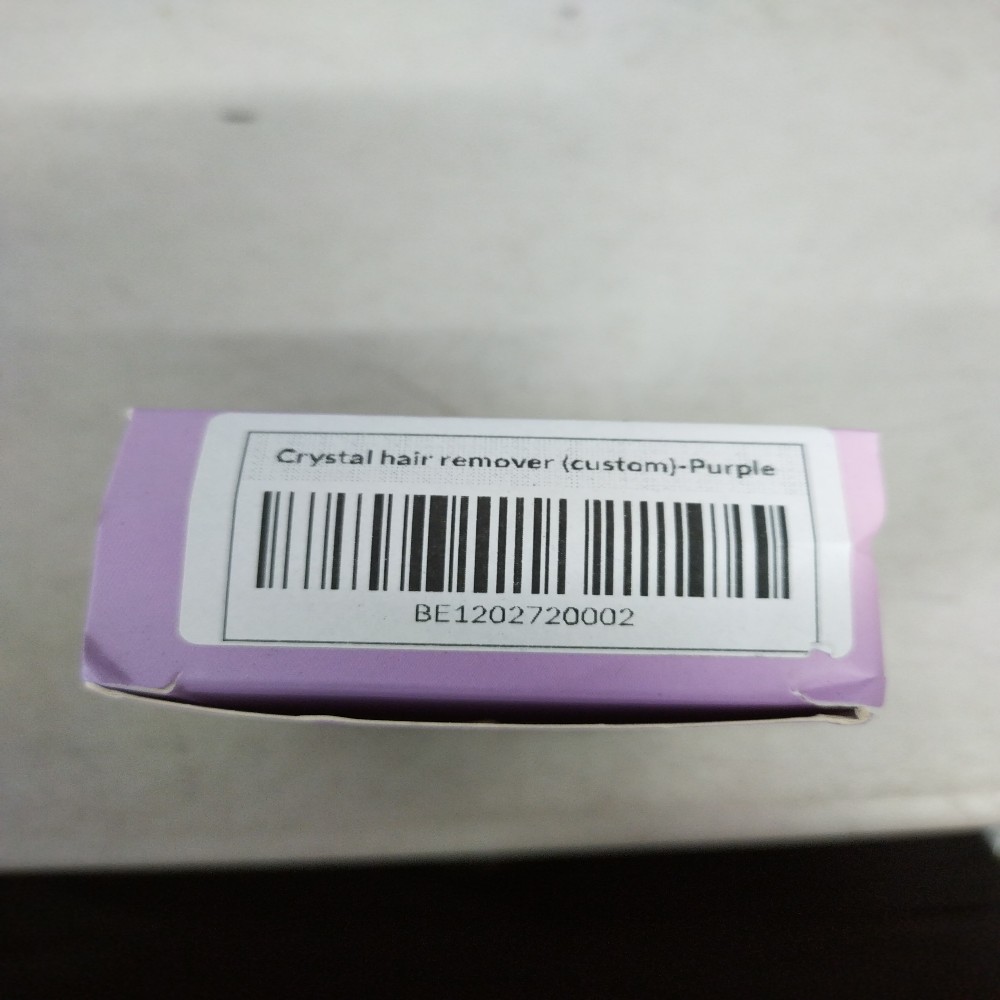 Crystal hair remover (custom)-Purple
BE1202720002